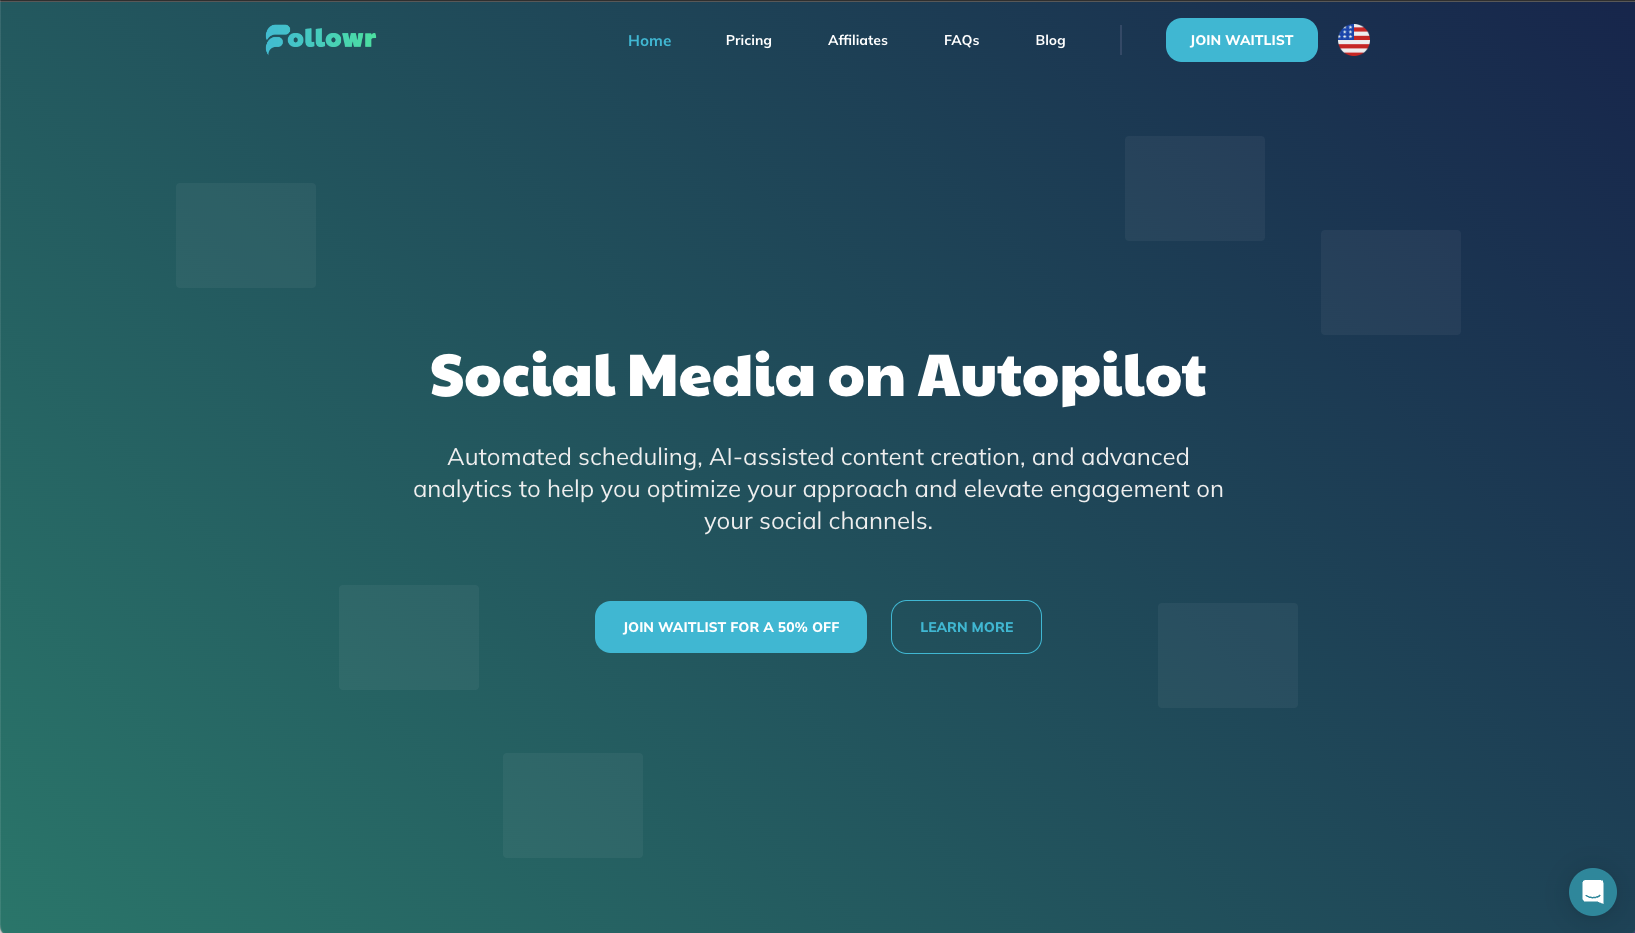 Followr
Home
Pricing
Affiliates
FAQs
Blog
JOIN WAITLIST
Social Media on Autopilot
Automated scheduling, AI-assisted content creation, and advanced
analytics to help you optimize your approach and elevate engagement on
your social channels.
JOIN WAITLIST FOR A 50% OFF
LEARN MORE